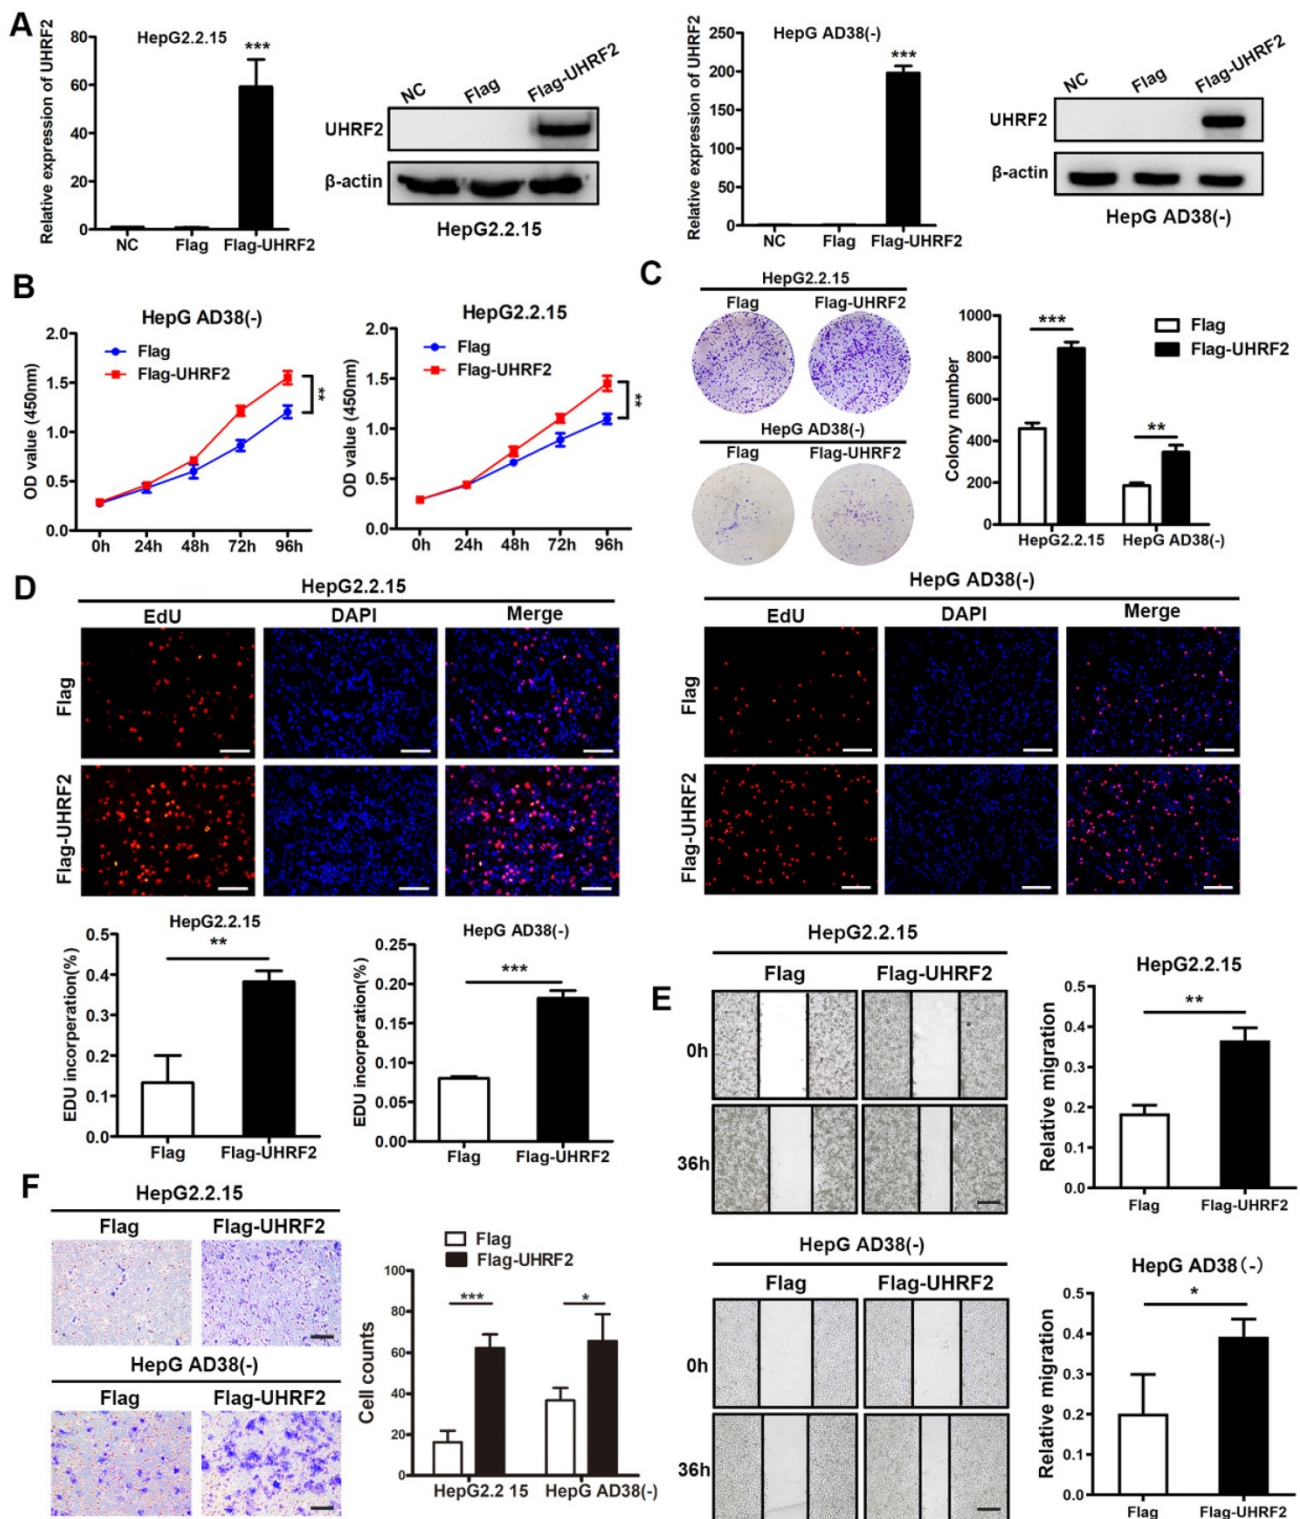 A
HepG2.2.15
Relative expression of UHRF2
80
60
40
20
0
***
NC
Flag
Flag-UHRF2
NC
Flag
Flag-UHRF2
UHRF2
β-actin
HepG2.2.15
HepG AD38(-)
Relative expression of UHRF2
250
200
150
100
50
0
***
NC
Flag
Flag-UHRF2
NC
Flag
Flag-UHRF2
UHRF2
β-actin
HepG AD38(-)
B
HepG AD38(-)
Flag
Flag-UHRF2
OD value (450nm)
2.0
1.5
1.0
0.5
0.0
**
0h 24h 48h 72h 96h
HepG2.2.15
Flag
Flag-UHRF2
OD value (450nm)
2.0
1.5
1.0
0.5
0.0
**
0h 24h 48h 72h 96h
C
HepG2.2.15
Flag Flag-UHRF2
HepG AD38(-)
Flag Flag-UHRF2
Colony number
1000
800
600
400
200
0
***
**
Flag
Flag-UHRF2
HepG2.2.15 HepG AD38(-)
D
HepG2.2.15
EdU DAPI Merge
Flag
Flag-UHRF2
HepG AD38(-)
EdU DAPI Merge
Flag
Flag-UHRF2
HepG2.2.15
EDU incorperation(%)
0.5
0.4
0.3
0.2
0.1
0.0
**
Flag Flag-UHRF2
HepG AD38(-)
EDU incorperation(%)
0.25
0.20
0.15
0.10
0.05
0.00
***
Flag Flag-UHRF2
E
HepG2.2.15
Flag Flag-UHRF2
0h
36h
HepG2.2.15
Relative migration
0.5
0.4
0.3
0.2
0.1
0.0
**
Flag Flag-UHRF2
HepG AD38(-)
Flag Flag-UHRF2
0h
36h
HepG AD38(-)
Relative migration
0.5
0.4
0.3
0.2
0.1
0.0
*
Flag Flag-UHRF2
F
HepG2.2.15
Flag Flag-UHRF2
HepG AD38(-)
Flag Flag-UHRF2
Flag
Flag-UHRF2
Cell counts
100
80
60
40
20
0
***
*
HepG2.2 15 HepG AD38(-)